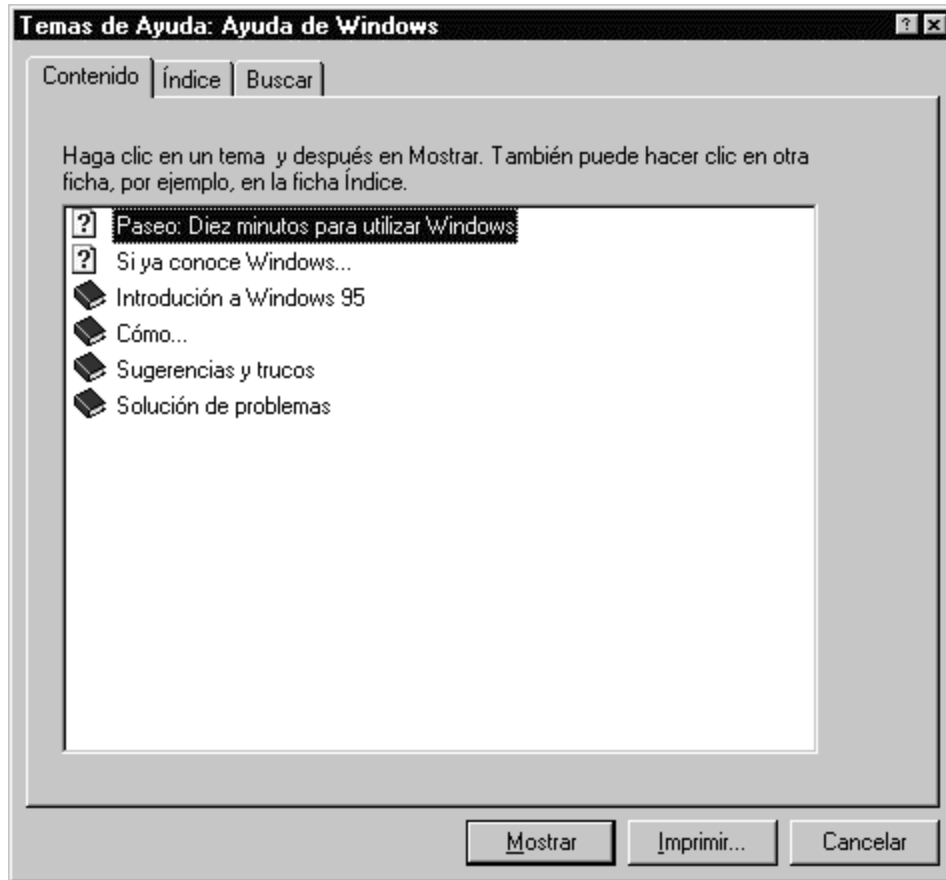 Temas de Ayuda: Ayuda de Windows
Contenido Índice Buscar
Haga clic en un tema y después en Mostrar. También puede hacer clic en otra
ficha, por ejemplo, en la ficha Índice.
Paseo: Diez minutos para utilizar Windows
Si ya conoce Windows...
Introdución a Windows 95
Cómo...
Sugerencias y trucos
Solución de problemas
Mostrar Imprimir... Cancelar